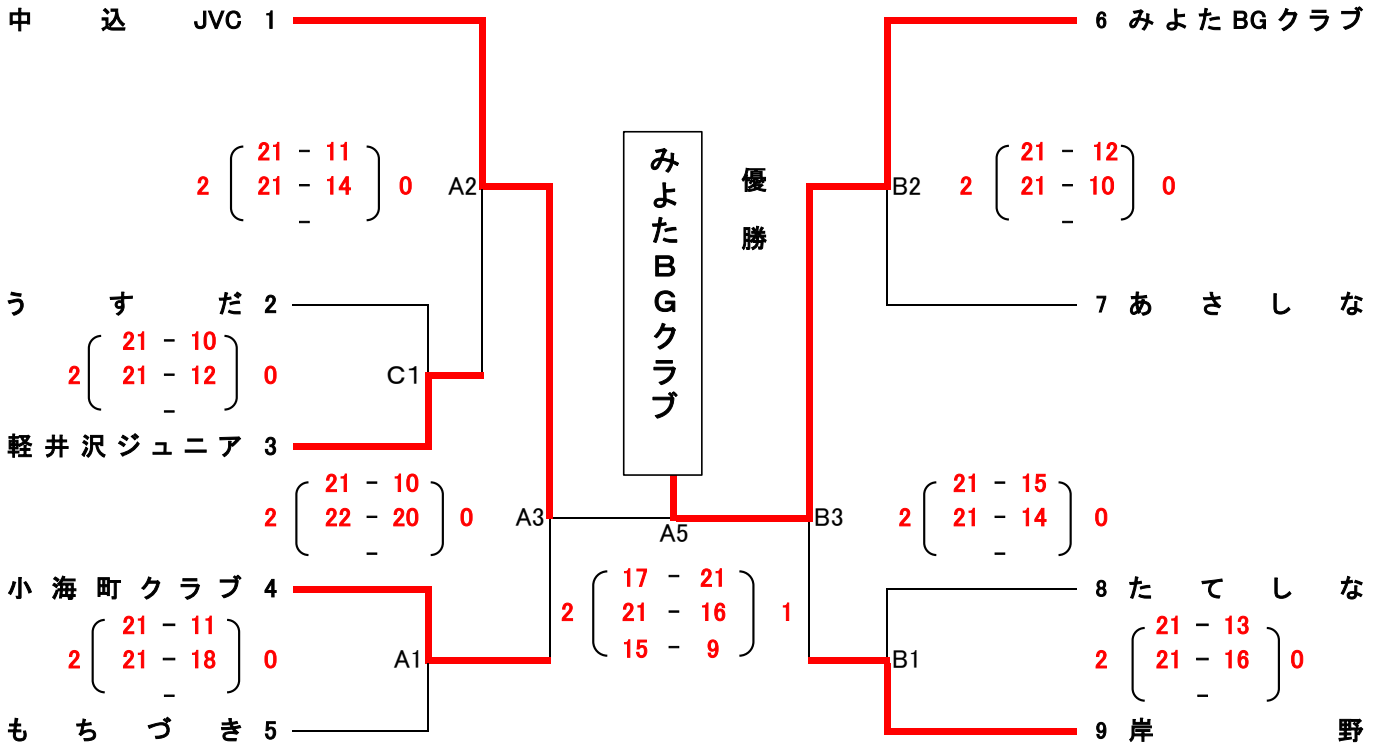 中込JVC 1
6 みよたBGクラブ
みよたBGクラブ
優勝
21 - 11
2 21 - 14 0
-
A2
B2
21 - 12
2 21 - 10 0
-
うすだ 2
7 あさしな
21 - 10
2 21 - 12 0
-
C1
軽井沢ジュニア 3
21 - 10
2 22 - 20 0
-
A3
A5
B3
21 - 15
2 21 - 14 0
-
小海町クラブ 4
8 たてしな
21 - 11
2 21 - 18 0
-
A1
17 - 21
2 21 - 16 1
15 - 9
B1
21 - 13
2 21 - 16 0
-
もちづき 5
9 岸野